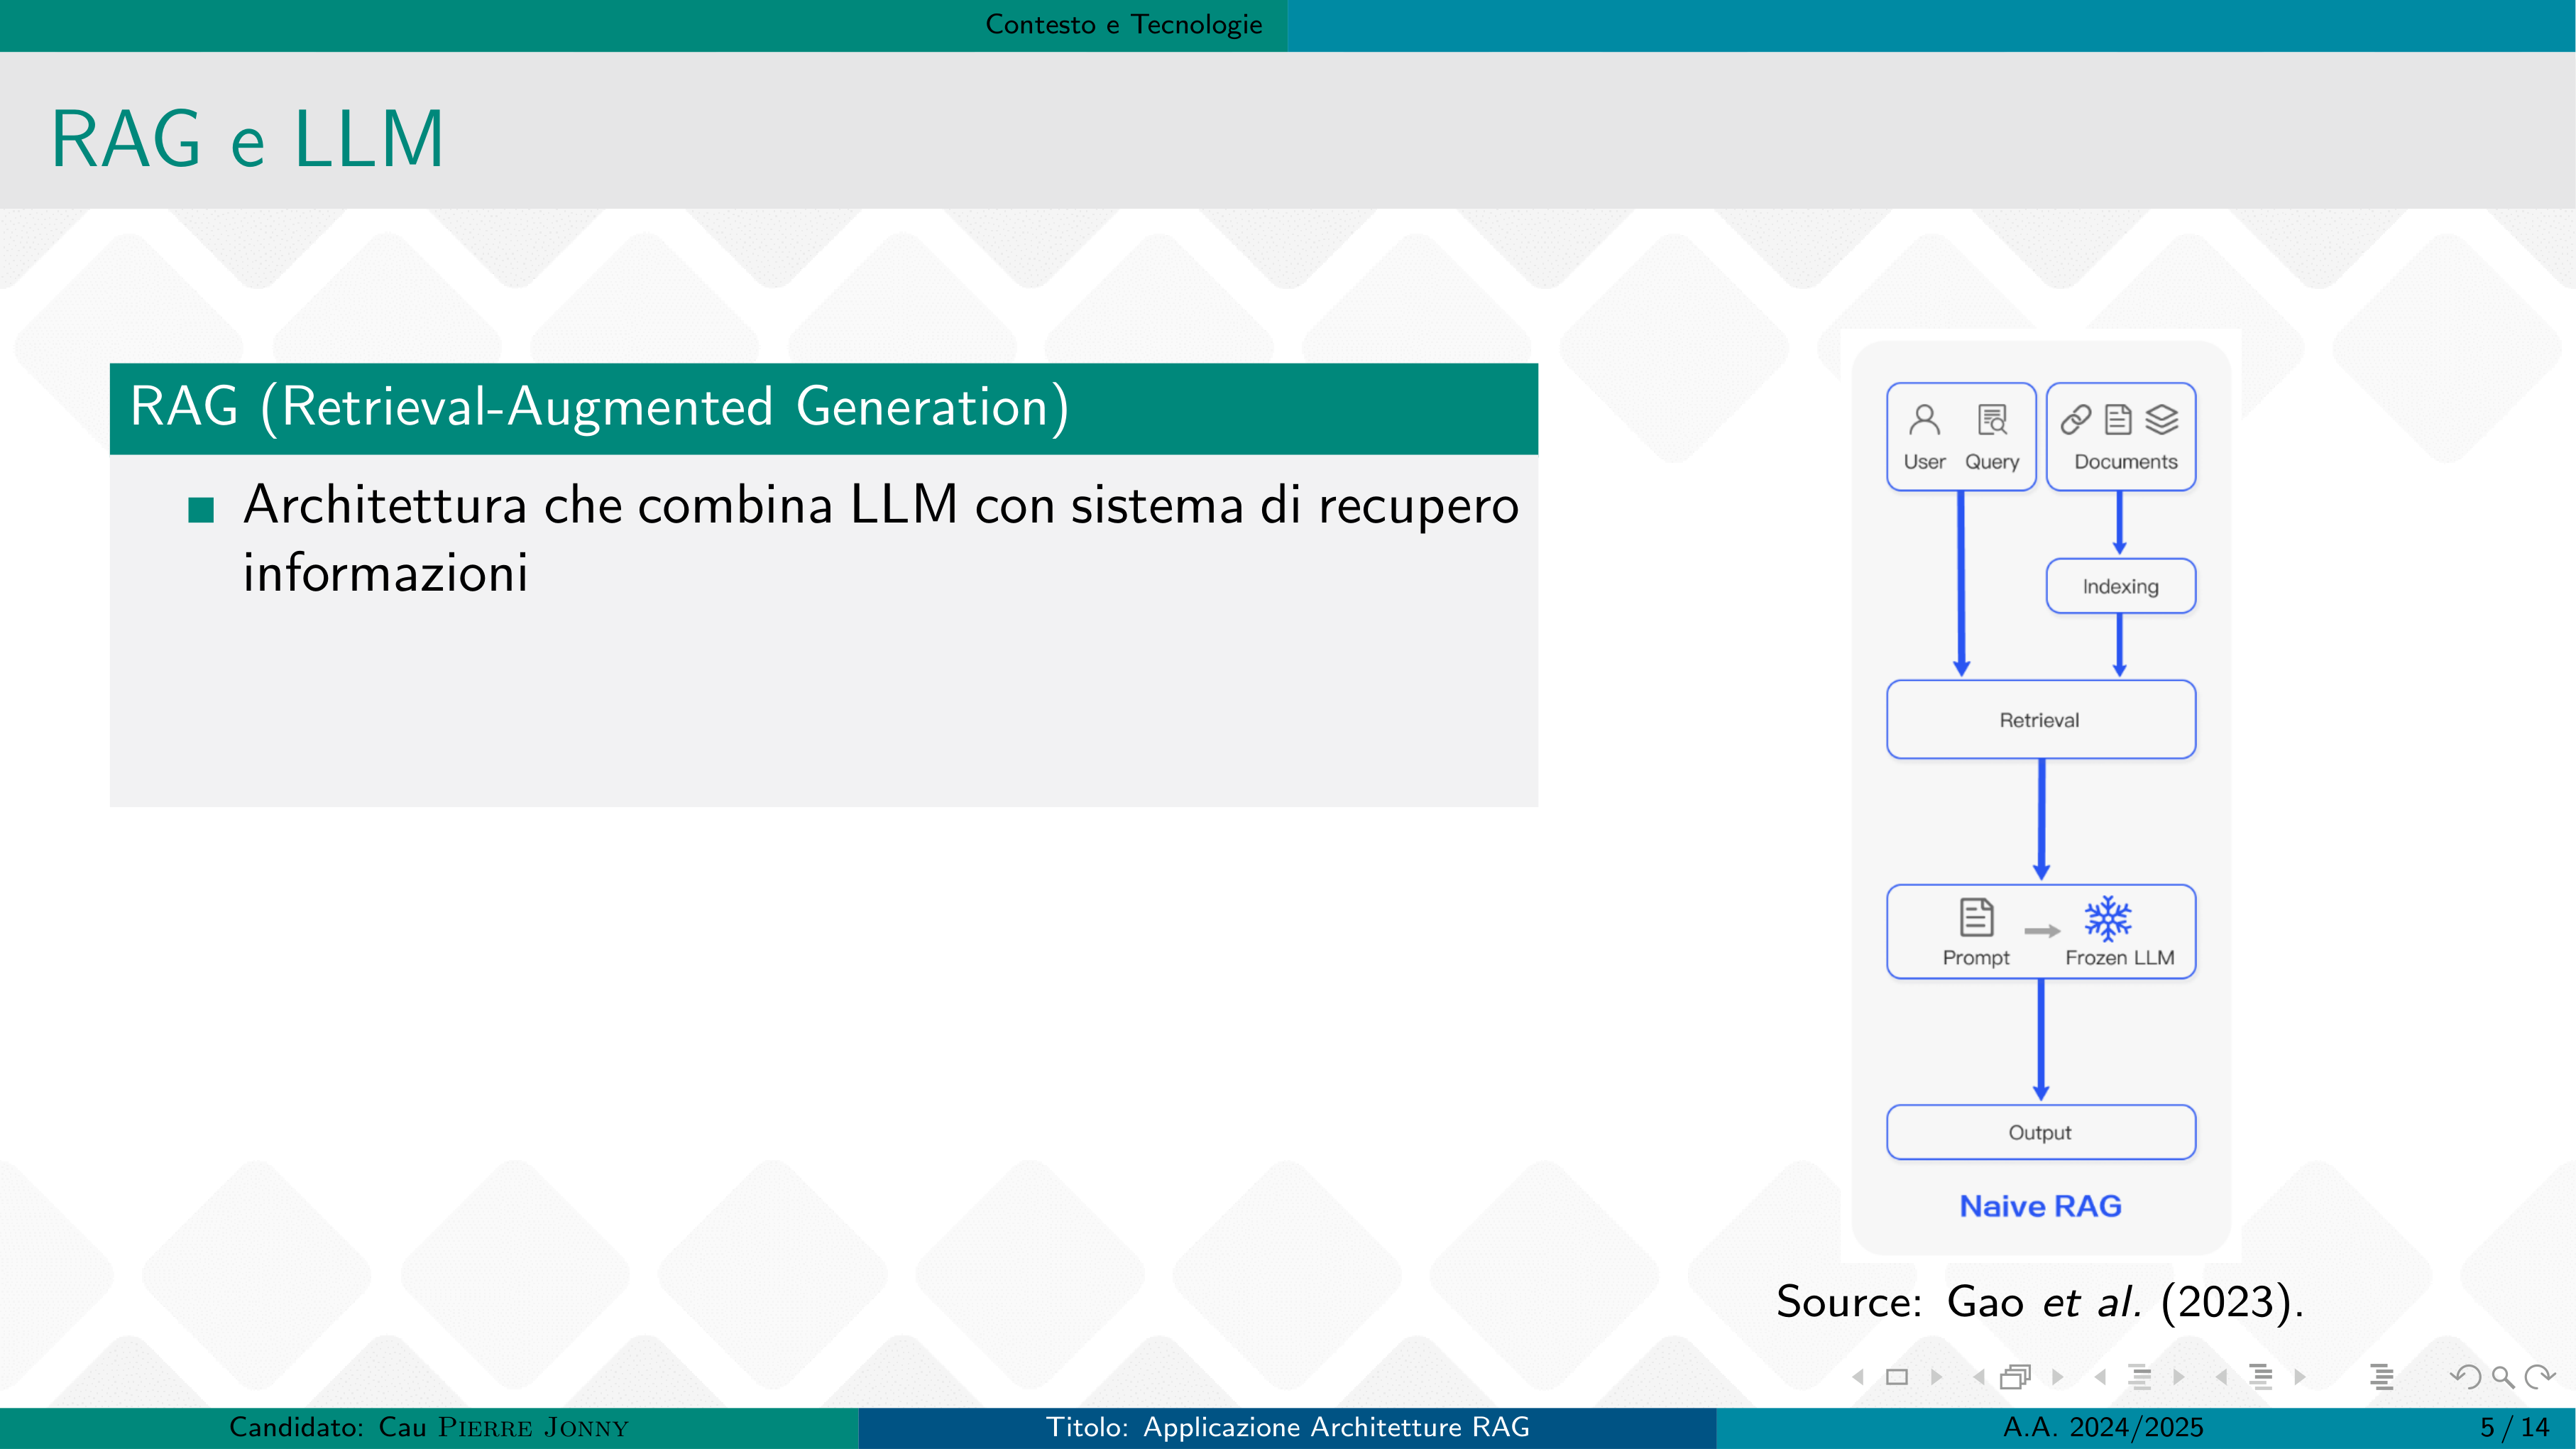 Contesto e Tecnologie
RAG e LLM
RAG (Retrieval-Augmented Generation)
Architettura che combina LLM con sistema di recupero
informazioni
User Query
Documents
Indexing
Retrieval
Prompt
Frozen LLM
Output
Naive RAG
Source: Gao et al. (2023).
Candidato: Cau PIERRE JONNY
Titolo: Applicazione Architetture RAG
A.A. 2024/2025
5 / 14